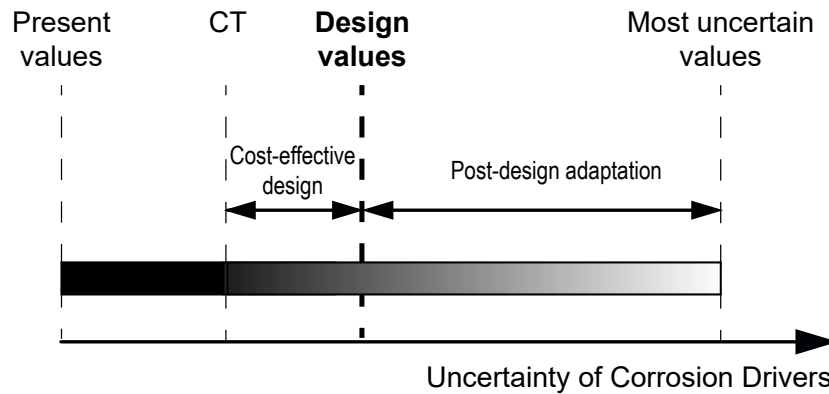 Present
values
CT
Design
values
Most uncertain
values
Cost-effective
design
Post-design adaptation
Uncertainty of Corrosion Drivers